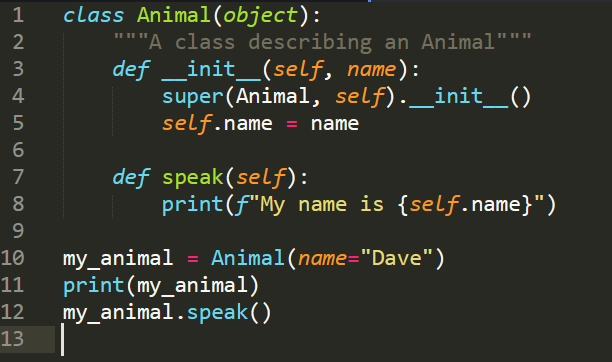 1 class Animal(object):
2     """A class describing an Animal"""
3     def __init__(self, name):
4         super(Animal, self).__init__()
5         self.name = name
6
7     def speak(self):
8         print(f"My name is {self.name}")
9
10 my_animal = Animal(name="Dave")
11 print(my_animal)
12 my_animal.speak()
13